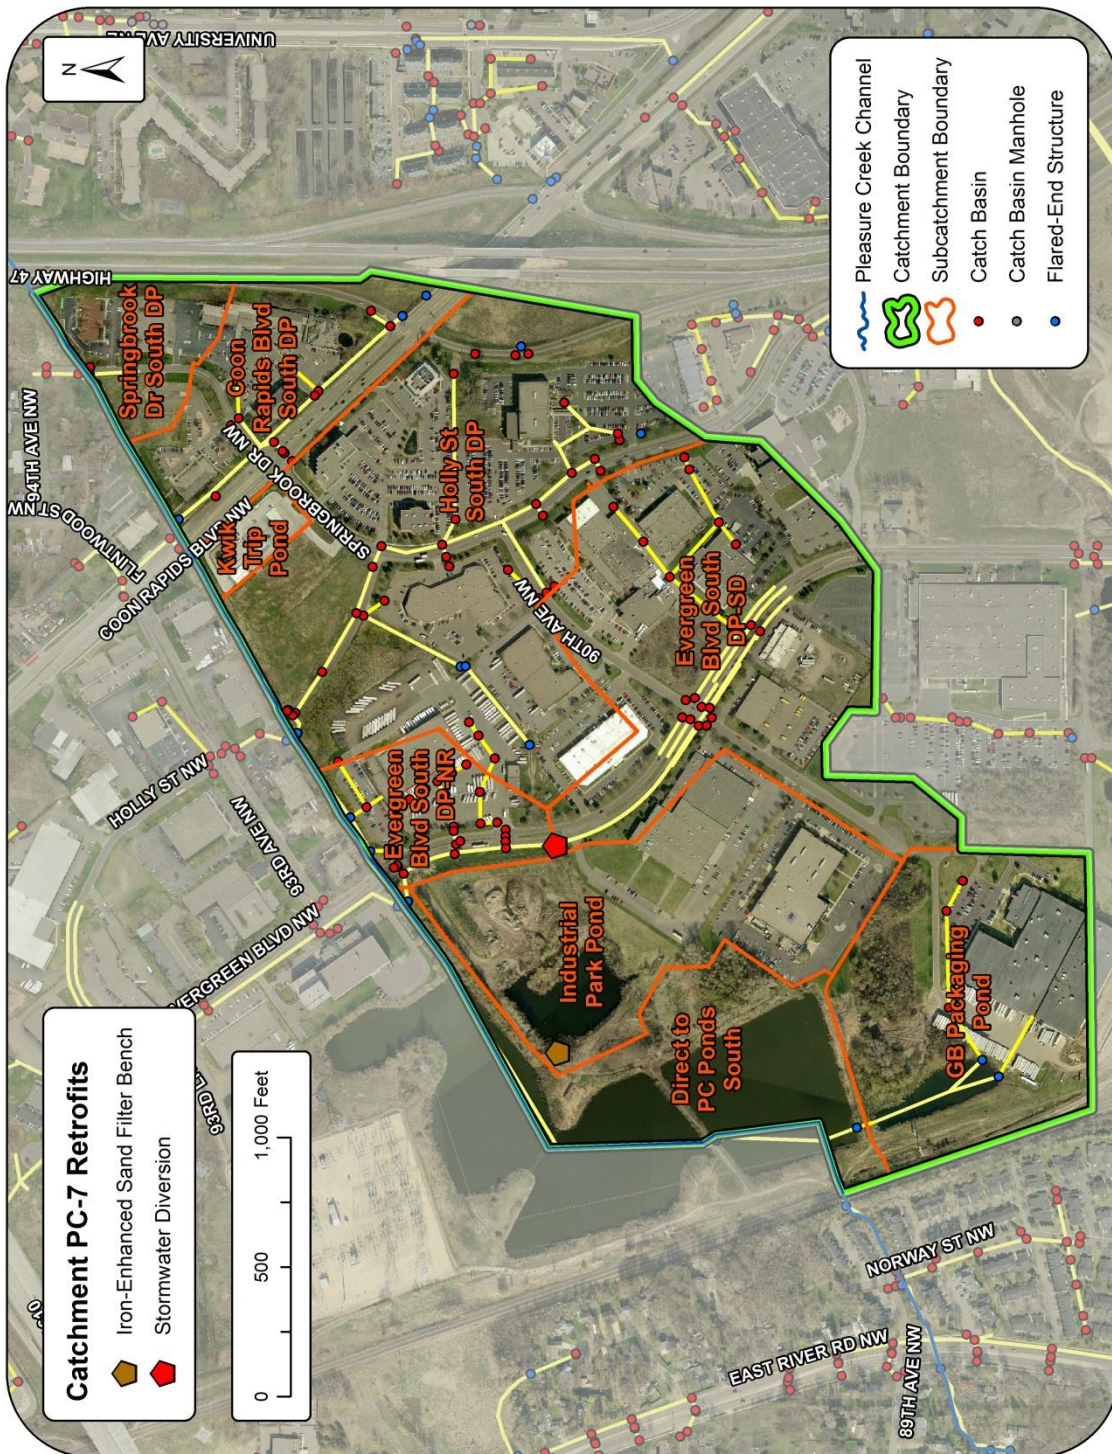 Catchment PC-7 Retrofits
Iron-Enhanced Sand Filter Bench
Stormwater Diversion
0
500
1,000 Feet
N
Pleasure Creek Channel
Catchment Boundary
Subcatchment Boundary
Catch Basin
Catch Basin Manhole
Flared-End Structure
UNIVERSITY AVE NE
HIGHWAY 47
94TH AVE NW
FLINTWOOD ST NW
COON RAPIDS BLVD NW
SPRINGBROOK DR NW
HOLLY ST NW
93RD AVE NW
90TH AVE NW
NORWAY ST NW
EAST RIVER RD NW
89TH AVE NW
Springbrook
Dr South DP
Coon
Rapids Blvd
South DP
Kwik
Trip
Pond
Holly St
South DP
Evergreen
Blvd South
DP-NR
Evergreen
Blvd South
DP-SD
Industrial
Park Pond
Direct to
PC Ponds
South
GB Packaging
Pond